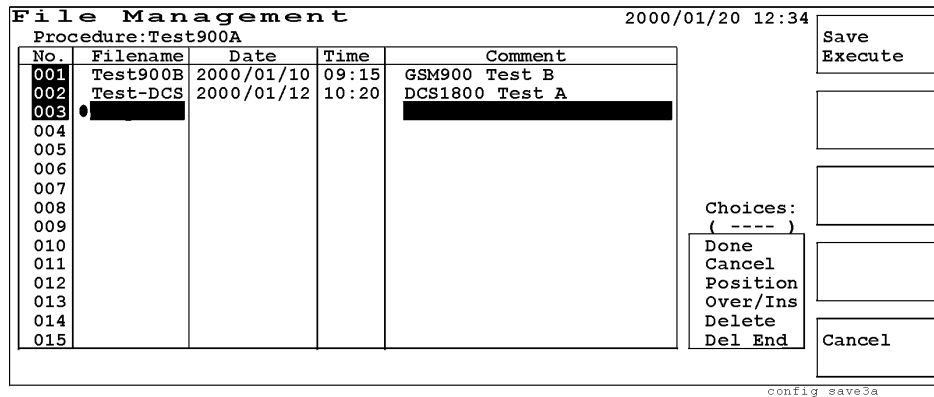 File Management 2000/01/20 12:34
Procedure:Test900A
Save
Execute
No. Filename Date Time Comment
001 Test900B 2000/01/10 09:15 GSM900 Test B
002 Test-DCS 2000/01/12 10:20 DCS1800 Test A
003
004
005
006
007
008
009
010
011
012
013
014
015
Choices:
( ---- )
Done
Cancel
Position
Over/Ins
Delete
Del End
Cancel
config save3a